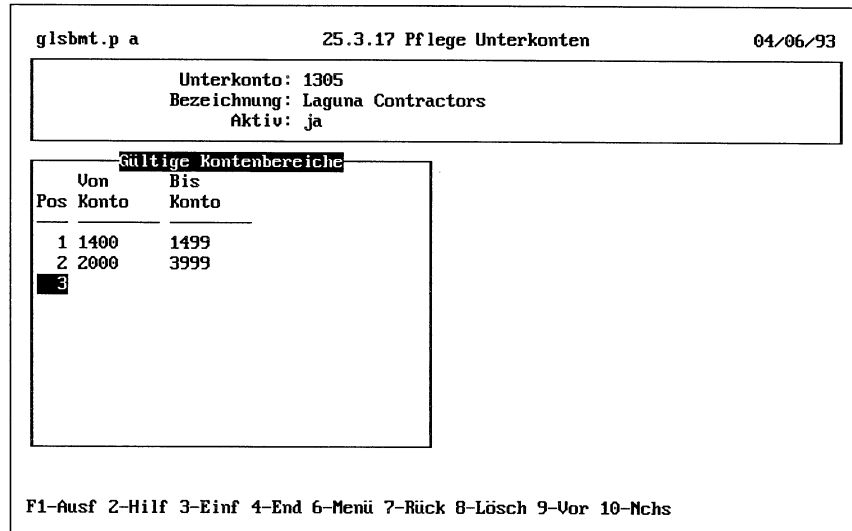 glsbmt.p a 25.3.17 Pflege Unterkonten 04/06/93
Unterkonto: 1305
Bezeichnung: Laguna Contractors
Aktiv: ja
Gültige Kontenbereiche
Von Bis
Pos Konto Konto
1 1400 1499
2 2000 3999
3
F1-Ausf 2-Hilf 3-Einf 4-End 6-Menü 7-Rück 8-Lösch 9-Vor 10-Nchs